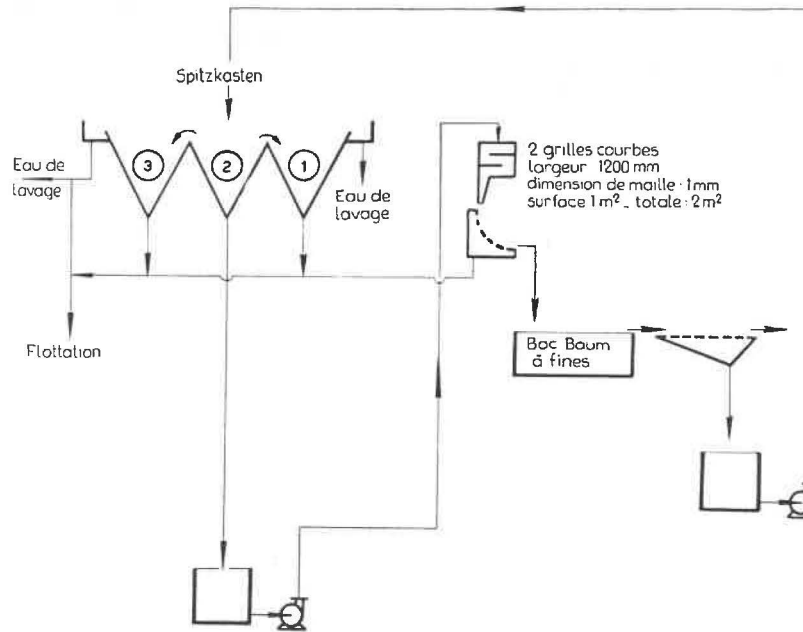 Spitzkasten
3
2
1
Eau de
lavage
Eau de
lavage
2 grilles courbes
largeur 1200 mm
dimension de maille : 1mm
surface 1m² _ totale : 2m²
Flottation
Bac Baum
à fines